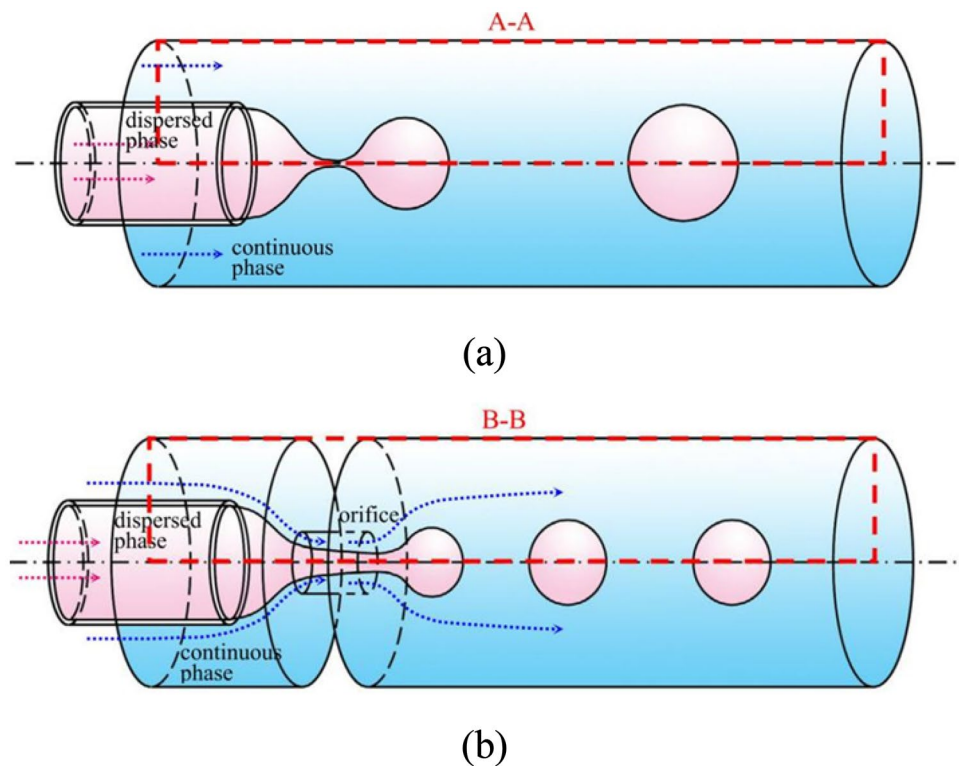 A-A
dispersed
phase
continuous
phase
(a)
B-B
orifice
dispersed
phase
continuous
phase
(b)